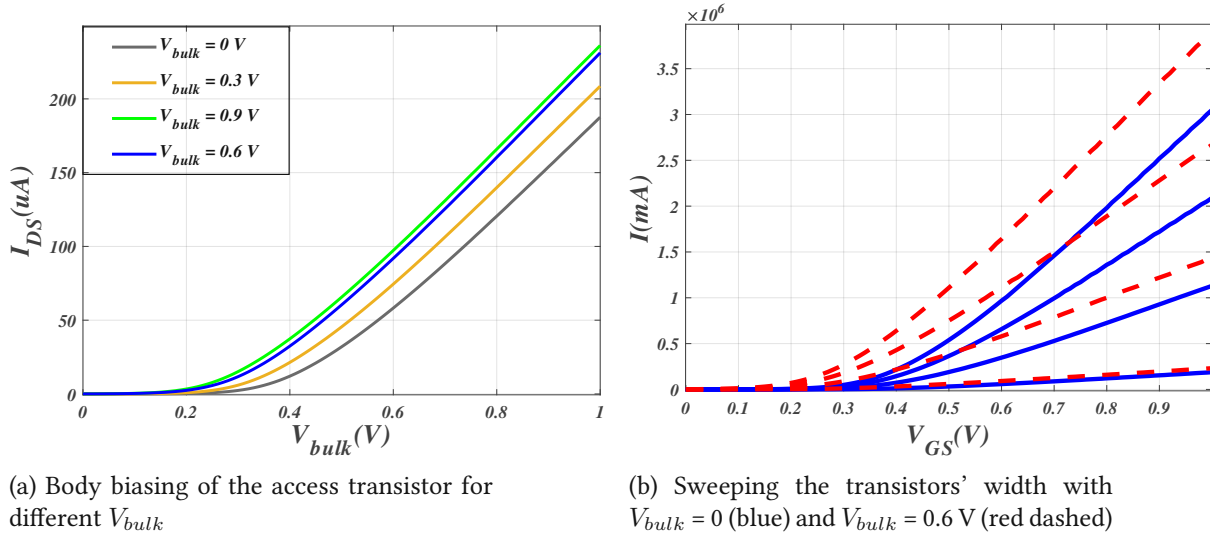 V_bulk = 0 V
V_bulk = 0.3 V
V_bulk = 0.9 V
V_bulk = 0.6 V
I_DS(uA)
200
150
100
50
0
0 0.2 0.4 0.6 0.8 1
V_bulk(V)
(a) Body biasing of the access transistor for
different V_bulk
×10^6
I(mA)
3.5
3
2.5
2
1.5
1
0.5
0
0 0.1 0.2 0.3 0.4 0.5 0.6 0.7 0.8 0.9
V_GS(V)
(b) Sweeping the transistors’ width with
V_bulk = 0 (blue) and V_bulk = 0.6 V (red dashed)